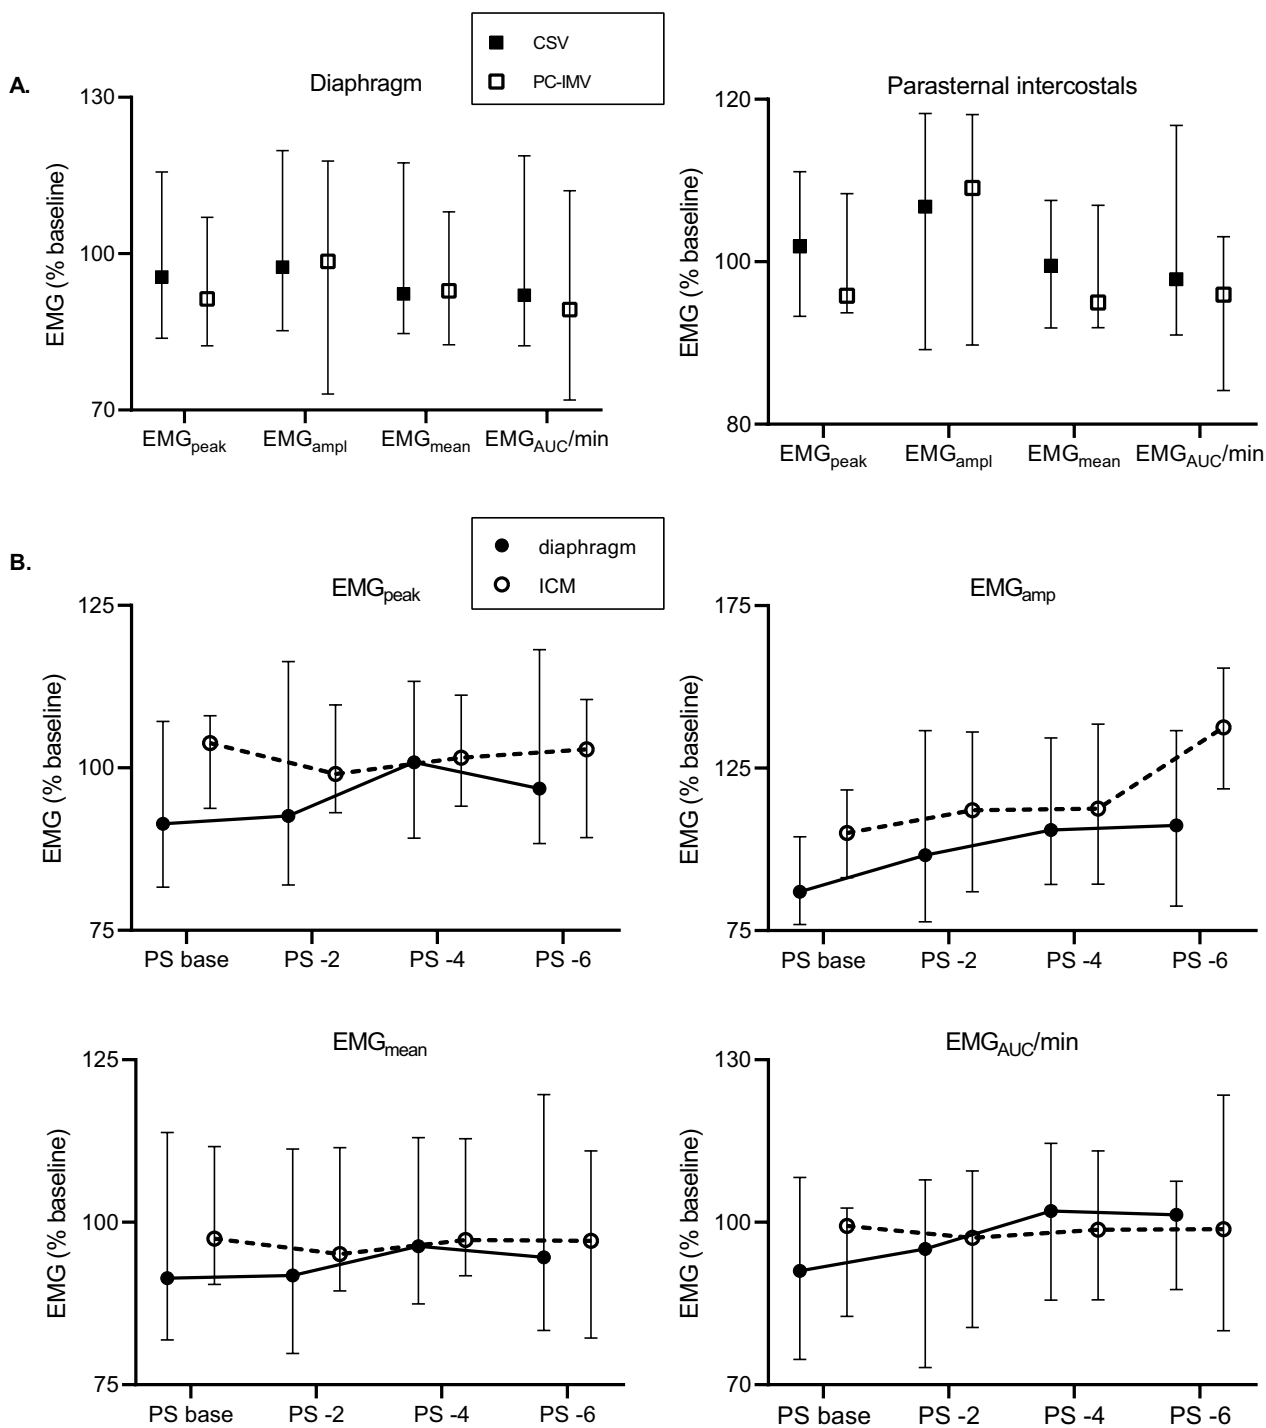 CSV
PC-IMV
A.
Diaphragm
130
100
70
EMG (% baseline)
EMGpeak EMGampl EMGmean EMGAUC/min
Parasternal intercostals
120
100
80
EMG (% baseline)
EMGpeak EMGampl EMGmean EMGAUC/min
B.
diaphragm
ICM
EMGpeak
125
100
75
EMG (% baseline)
PS base PS -2 PS -4 PS -6
EMGamp
175
125
75
EMG (% baseline)
PS base PS -2 PS -4 PS -6
EMGmean
125
100
75
EMG (% baseline)
PS base PS -2 PS -4 PS -6
EMGAUC/min
130
100
70
EMG (% baseline)
PS base PS -2 PS -4 PS -6